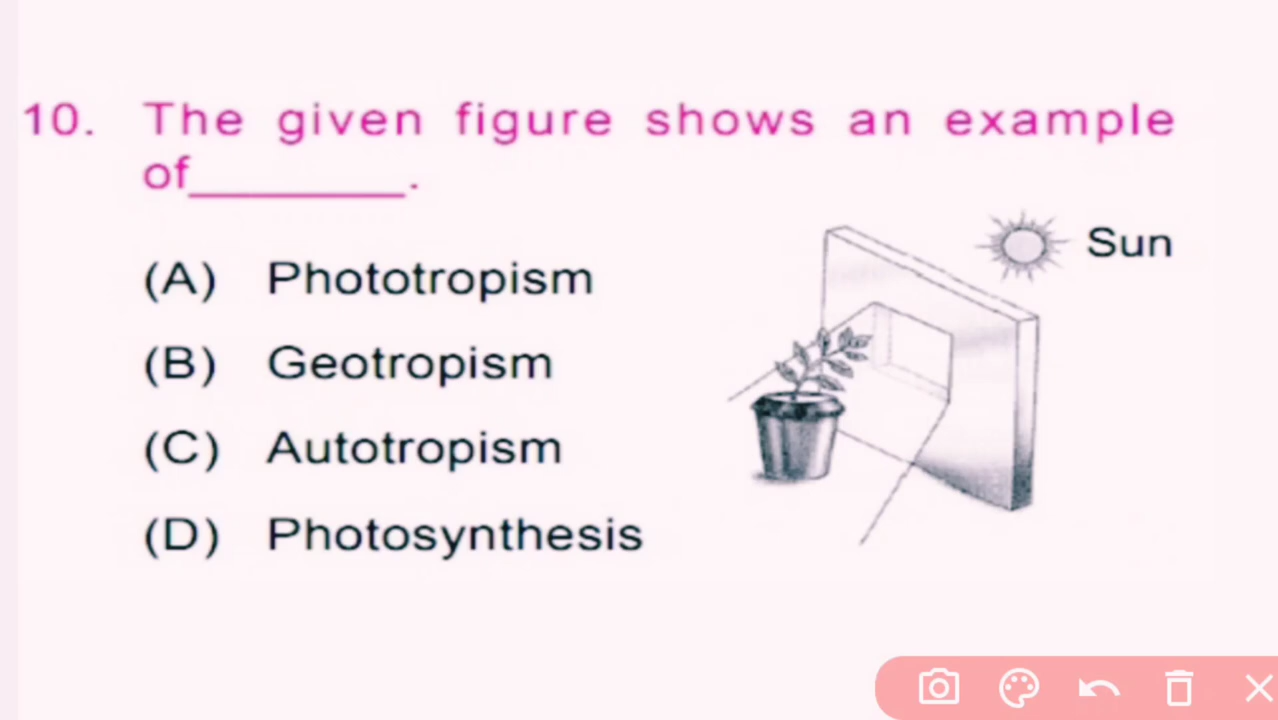 10. The given figure shows an example
of________.
Sun
(A) Phototropism
(B) Geotropism
(C) Autotropism
(D) Photosynthesis